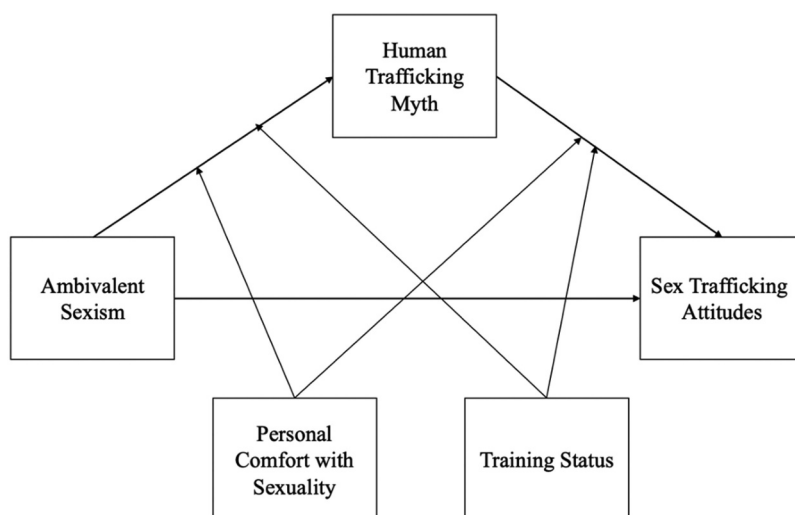 Human
Trafficking
Myth
Ambivalent
Sexism
Sex Trafficking
Attitudes
Personal
Comfort with
Sexuality
Training Status